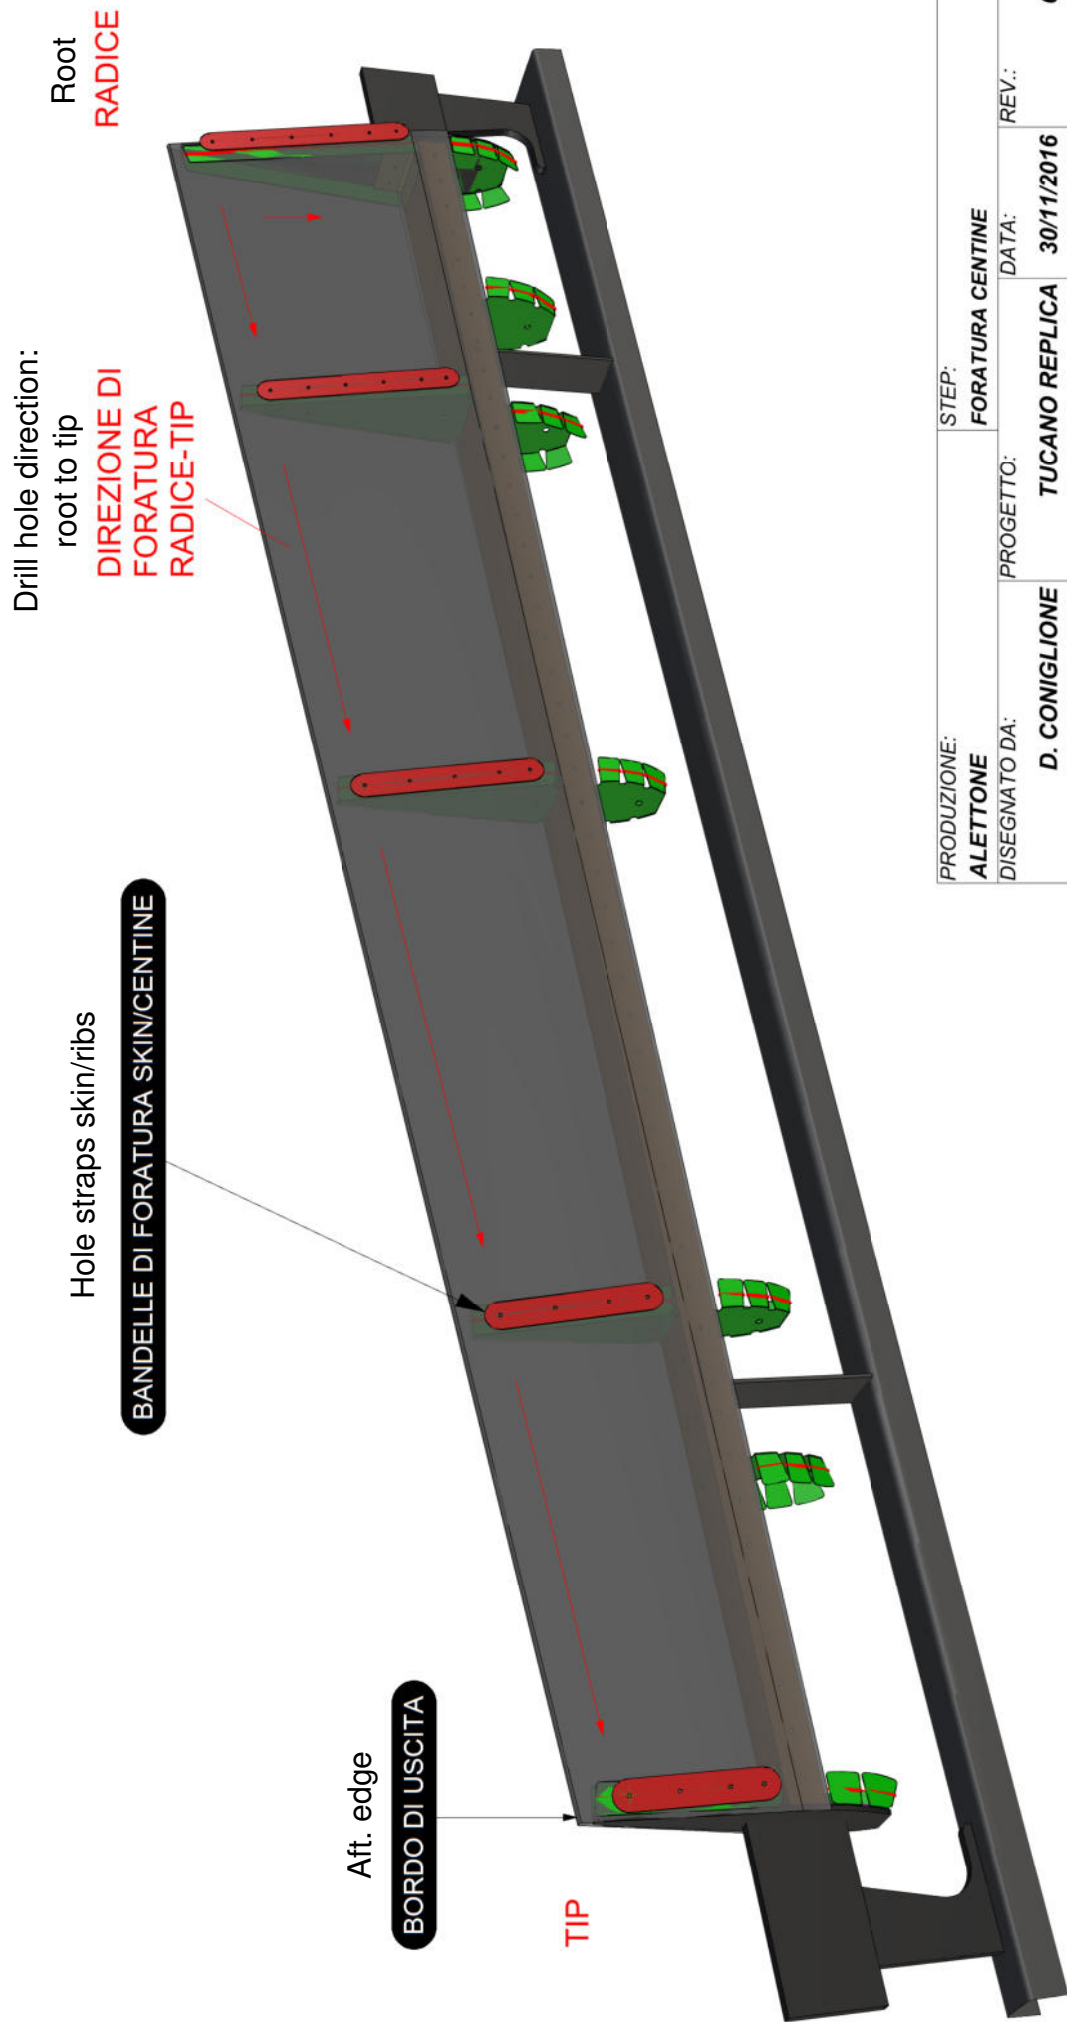 Root
RADICE
Drill hole direction:
root to tip
DIREZIONE DI
FORATURA
RADICE-TIP
Hole straps skin/ribs
BANDELLE DI FORATURA SKIN/CENTINE
Aft. edge
BORDO DI USCITA
TIP
PRODUZIONE:
ALETTONE
STEP:
FORATURA CENTINE
DISEGNATO DA:
D. CONIGLIONE
PROGETTO:
TUCANO REPLICA
DATA:
30/11/2016
REV.: